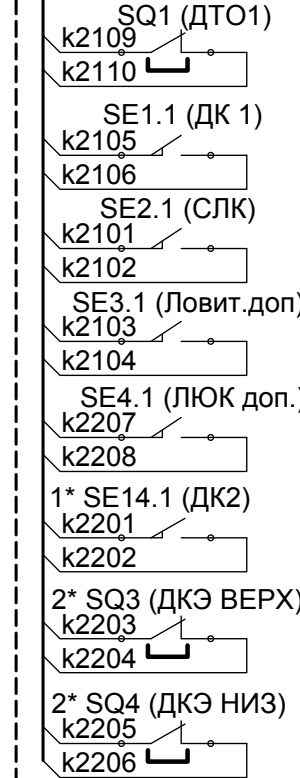 SQ1 (ДТО1)
k2109
k2110
SE1.1 (ДК 1)
k2105
k2106
SE2.1 (СЛК)
k2101
k2102
SE3.1 (Ловит.доп)
k2103
k2104
SE4.1 (ЛЮК доп.)
k2207
k2208
1* SE14.1 (ДК2)
k2201
k2202
2* SQ3 (ДКЭ ВЕРХ)
k2203
k2204
2* SQ4 (ДКЭ НИЗ)
k2205
k2206